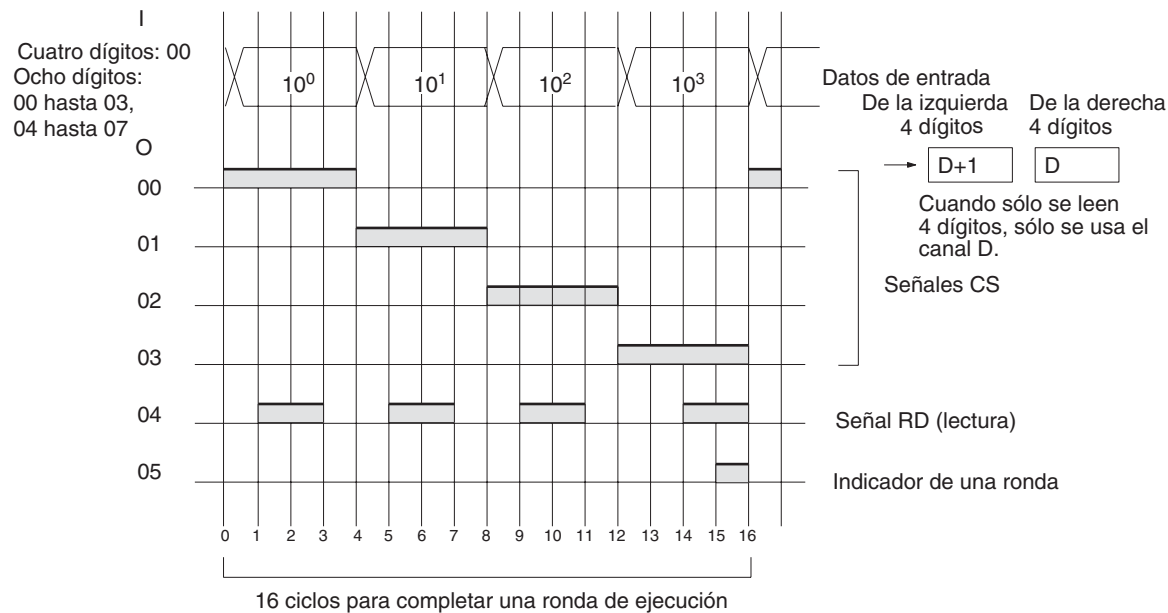 I
Cuatro dígitos: 00
Ocho dígitos:
00 hasta 03,
04 hasta 07
10⁰ 10¹ 10² 10³
Datos de entrada
De la izquierda De la derecha
4 dígitos 4 dígitos
D+1 D
Cuando sólo se leen
4 dígitos, sólo se usa el
canal D.
O
00
01
02
03
Señales CS
04
Señal RD (lectura)
05
Indicador de una ronda
0 1 2 3 4 5 6 7 8 9 10 11 12 13 14 15 16
16 ciclos para completar una ronda de ejecución